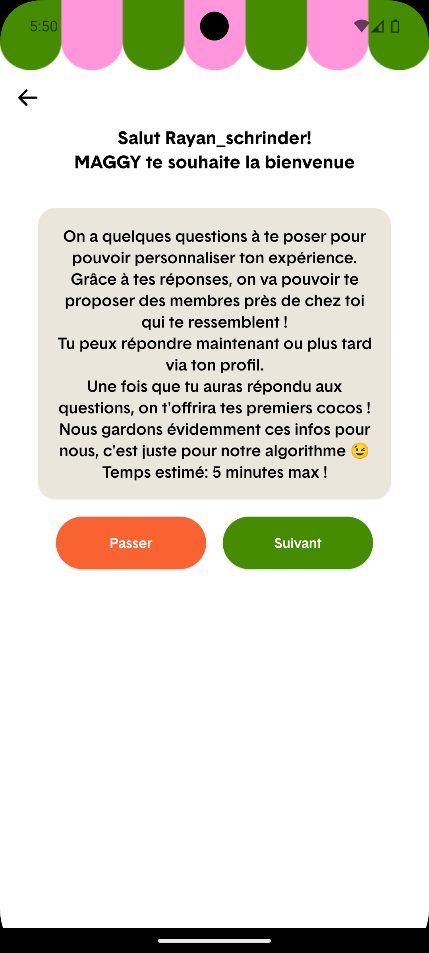 5:50
Salut Rayan_schrinder!
MAGGY te souhaite la bienvenue
On a quelques questions à te poser pour
pouvoir personnaliser ton expérience.
Grâce à tes réponses, on va pouvoir te
proposer des membres près de chez toi
qui te ressemblent !
Tu peux répondre maintenant ou plus tard
via ton profil.
Une fois que tu auras répondu aux
questions, on t'offrira tes premiers cocos !
Nous gardons évidemment ces infos pour
nous, c'est juste pour notre algorithme 😉
Temps estimé: 5 minutes max !
Passer
Suivant